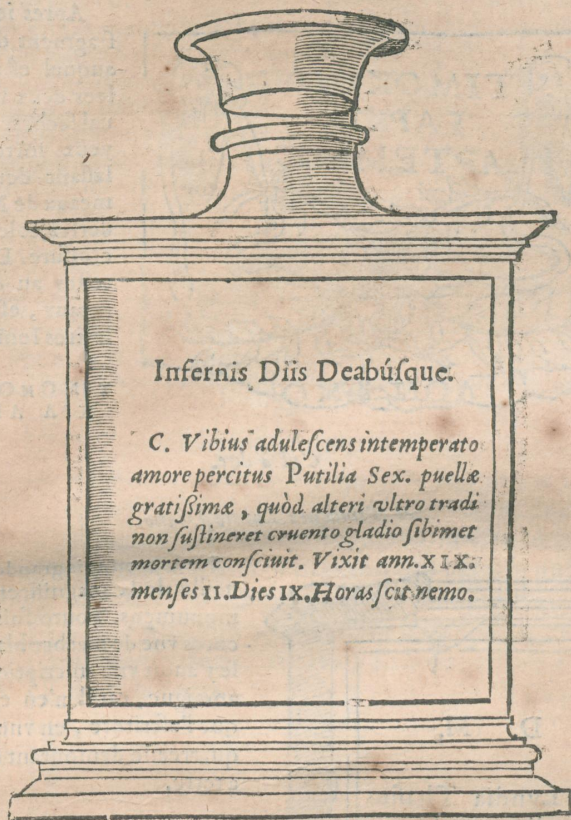 Infernis Diis Deabúſque.
C. Vibius aduleſcens intemperato
amore percitus Putilia Sex. puellæ
gratiſſimæ, quòd alteri vltro tradi
non ſuſtineret cruento gladio ſibimet
mortem conſciuit. Vixit ann. XIX.
menſes II. Dies IX. Horas ſcit nemo.